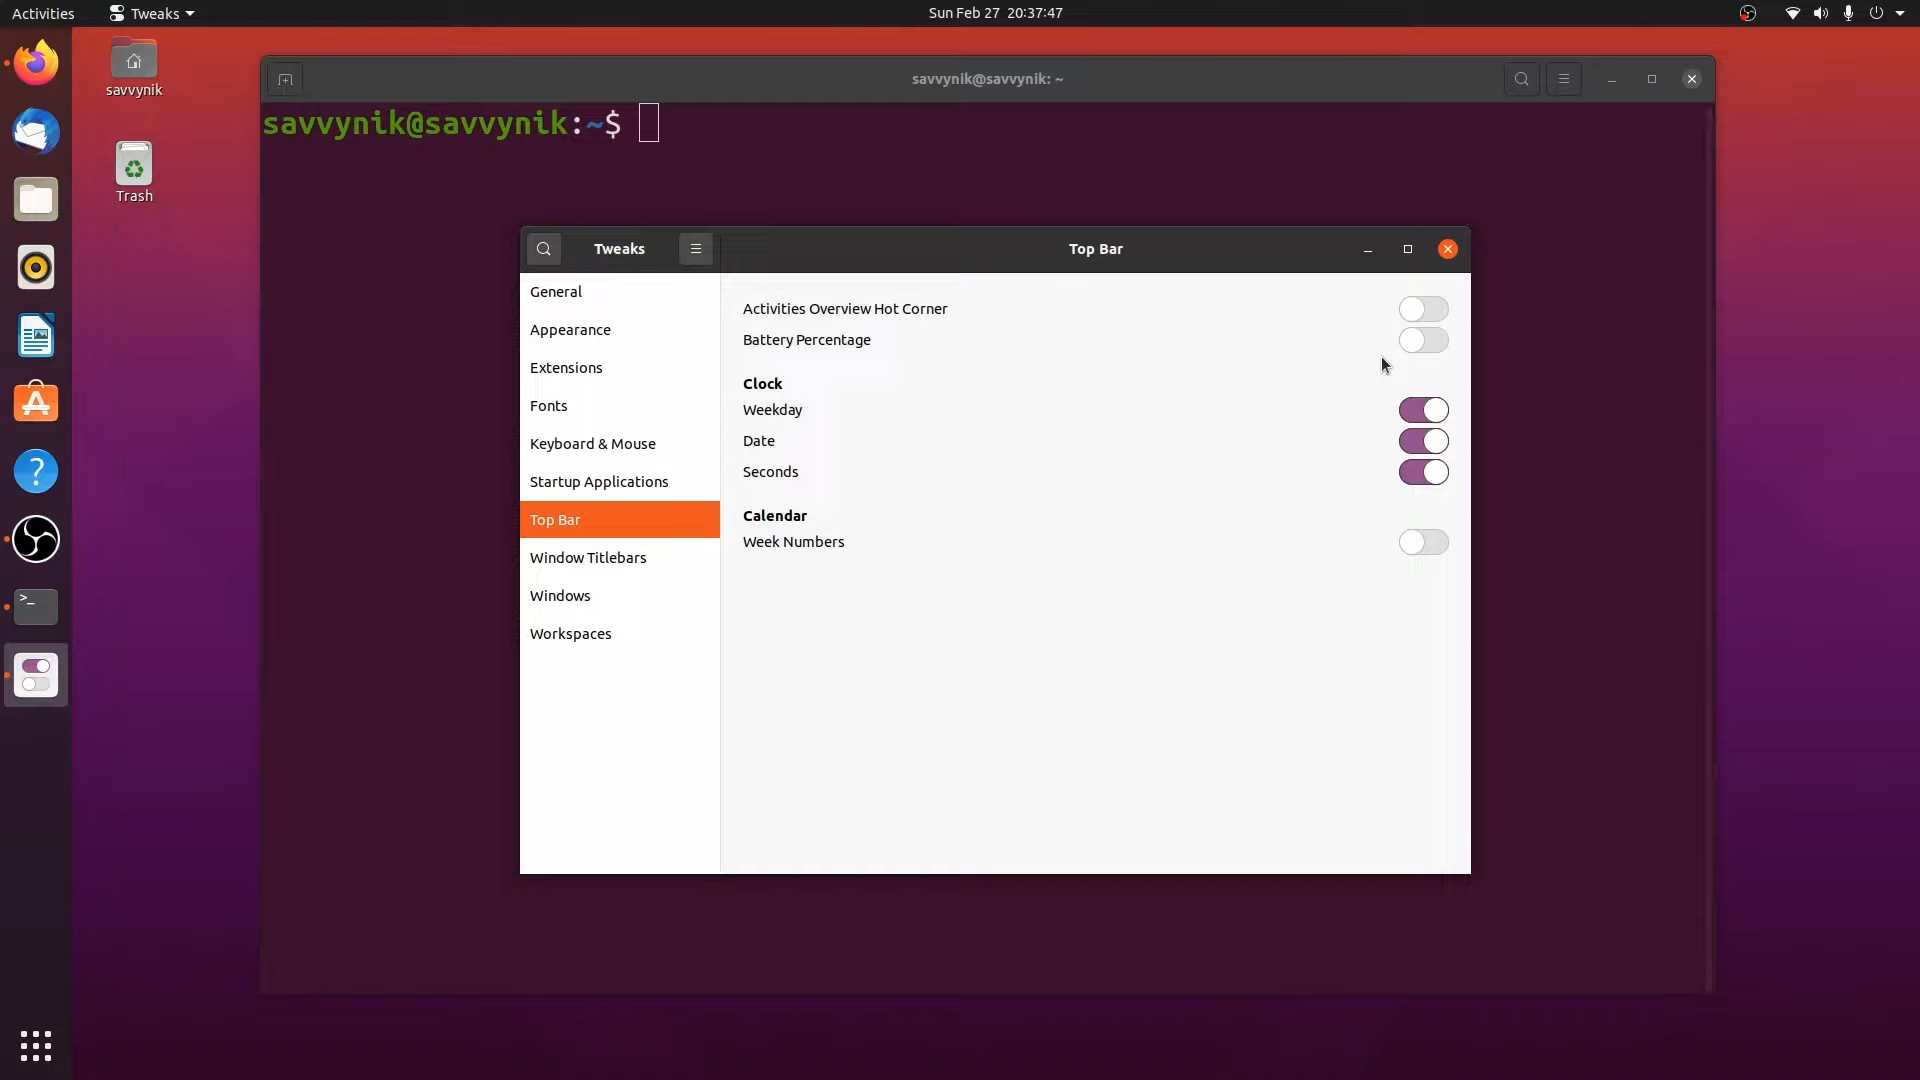 Activities
Tweaks
Sun Feb 27 20:37:47
savvynik
Trash
savvynik@savvynik: ~
savvynik@savvynik:~$
Tweaks
Top Bar
General
Appearance
Extensions
Fonts
Keyboard & Mouse
Startup Applications
Top Bar
Window Titlebars
Windows
Workspaces
Activities Overview Hot Corner
Battery Percentage
Clock
Weekday
Date
Seconds
Calendar
Week Numbers